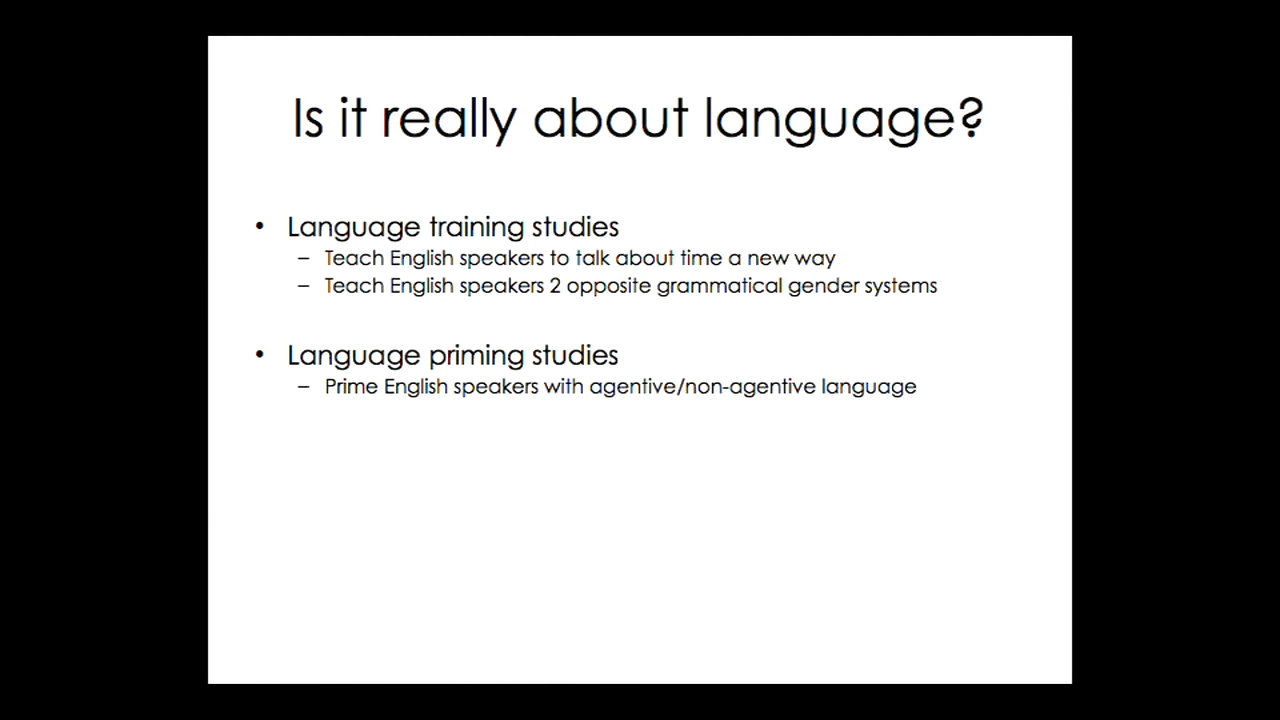 Is it really about language?
• Language training studies
– Teach English speakers to talk about time a new way
– Teach English speakers 2 opposite grammatical gender systems
• Language priming studies
– Prime English speakers with agentive/non-agentive language